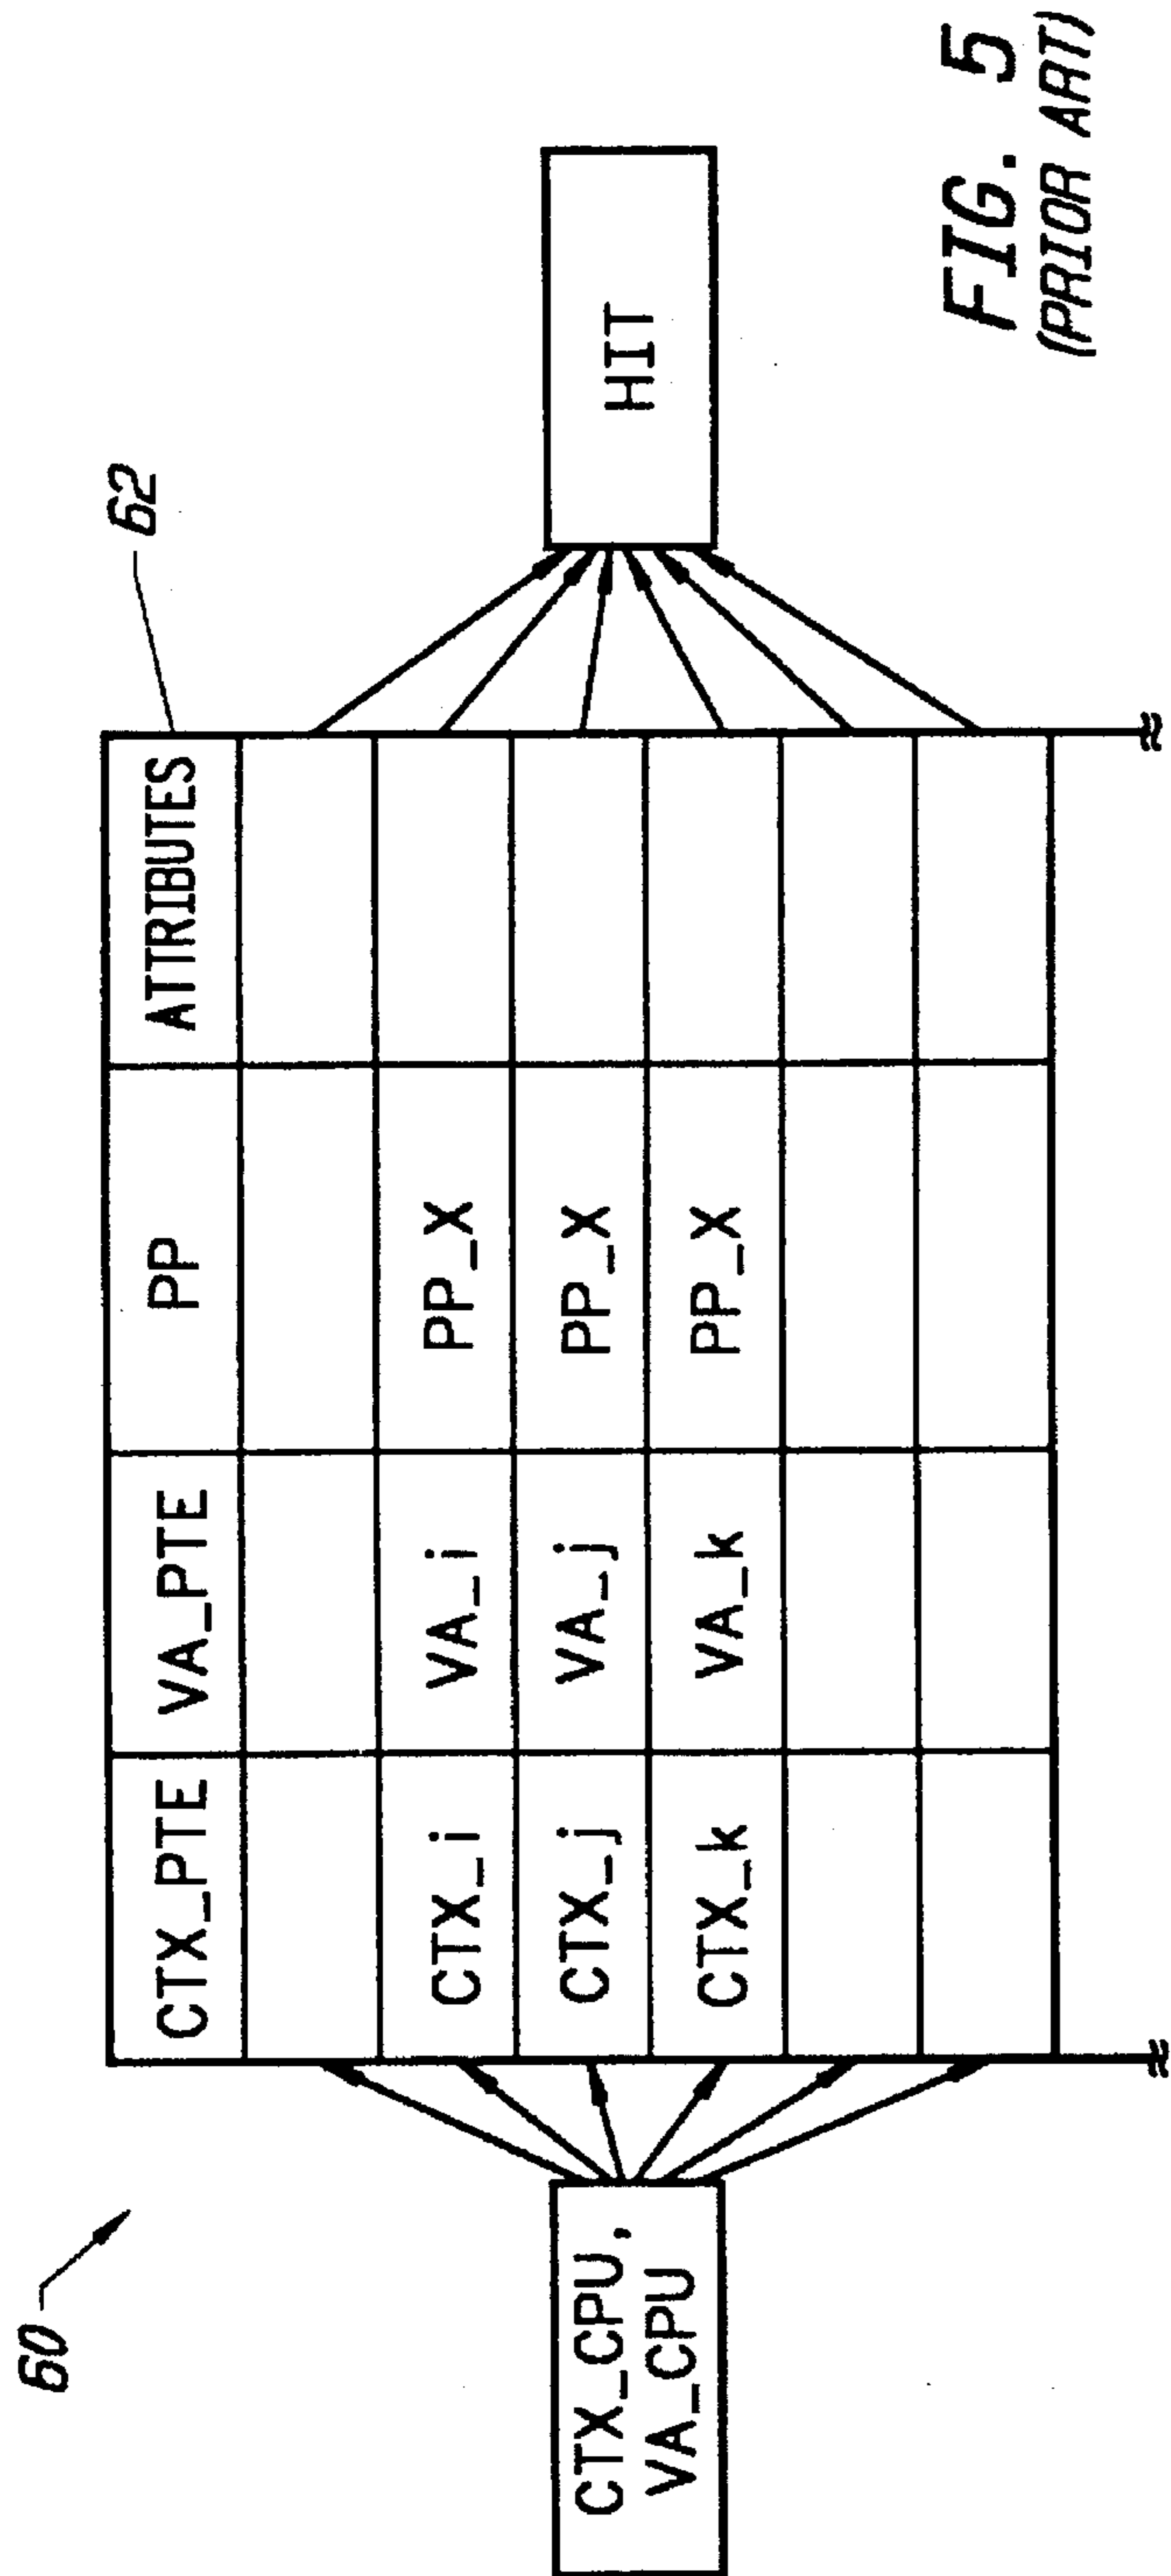 60
62
CTX_PTE VA_PTE PP ATTRIBUTES
CTX_i VA_i PP_X
CTX_j VA_j PP_X
CTX_k VA_k PP_X
CTX_CPU,
VA_CPU
HIT
FIG. 5
(PRIOR ART)